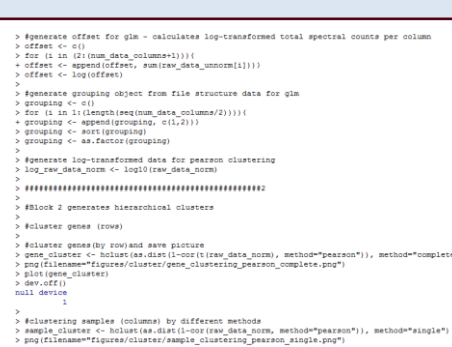 > #generate offset for glm - calculates log-transformed total spectral counts per column
> offset <- c()
> for (i in (2:(num_data_columns+1))){
+ offset <- append(offset, sum(raw_data_unnorm[i]))}
> offset <- log(offset)
>
> #generate grouping object from file structure data for glm
> grouping <- c()
> for (i in 1:(length(seq(num_data_columns/2)))){
+ grouping <- append(grouping, c(1,2))}
> grouping <- sort(grouping)
> grouping <- as.factor(grouping)
>
> #generate log-transformed data for pearson clustering
> log_raw_data_norm <- log10(raw_data_norm)
>
> ###################################################2
>
> #Block 2 generates hierarchical clusters
>
> #cluster genes (rows)
>
> #cluster genes(by row)and save picture
> gene_cluster <- hclust(as.dist(1-cor(t(raw_data_norm), method="pearson")), method="complete
> png(filename="figures/cluster/gene_clustering_pearson_complete.png")
> plot(gene_cluster)
> dev.off()
null device
1
>
> #clustering samples (columns) by different methods
> sample_cluster <- hclust(as.dist(1-cor(raw_data_norm, method="pearson")), method="single")
> png(filename="figures/cluster/sample_clustering_pearson_single.png")